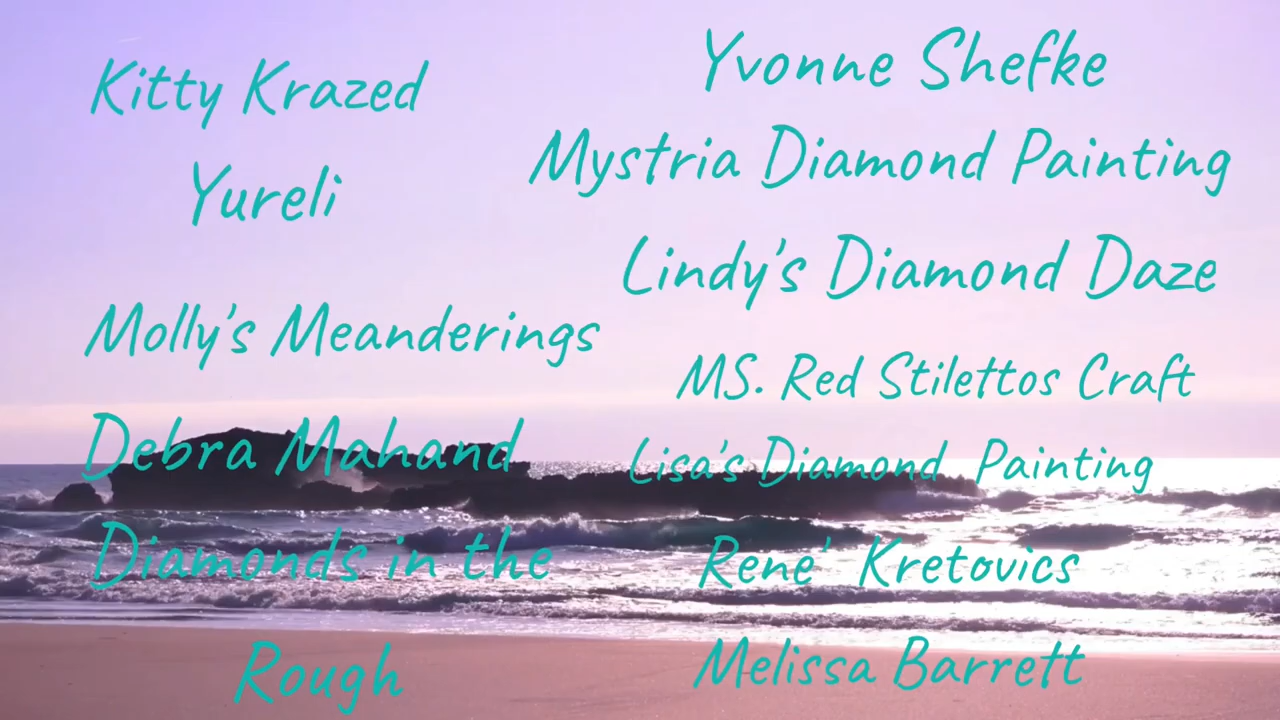 Kitty Krazed
Yureli
Molly's Meanderings
Debra Mahand
Diamonds in the
Rough
Yvonne Shefke
Mystria Diamond Painting
Lindy's Diamond Daze
MS. Red Stilettos Craft
Lisa's Diamond Painting
Rene' Kretovics
Melissa Barrett